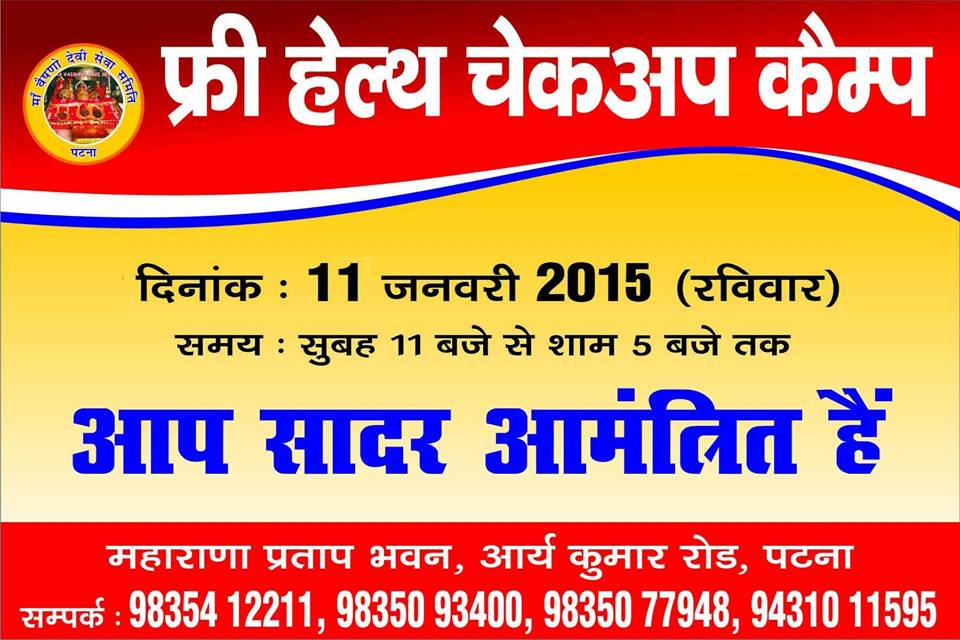 माँ वैष्णो देवी सेवा समिति
पटना
फ्री हेल्थ चेकअप कैम्प
दिनांक : 11 जनवरी 2015 (रविवार)
समय : सुबह 11 बजे से शाम 5 बजे तक
आप सादर आमंत्रित हैं
महाराणा प्रताप भवन, आर्य कुमार रोड, पटना
सम्पर्क : 98354 12211, 98350 93400, 98350 77948, 94310 11595